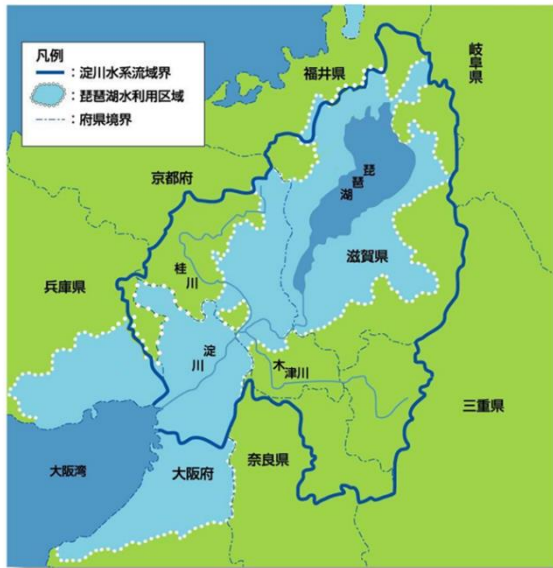 凡例
：淀川水系流域界
：琵琶湖水利用区域
：府県境界
福井県
岐阜県
京都府
琵琶湖
滋賀県
桂川
兵庫県
淀川
木津川
三重県
奈良県
大阪湾
大阪府